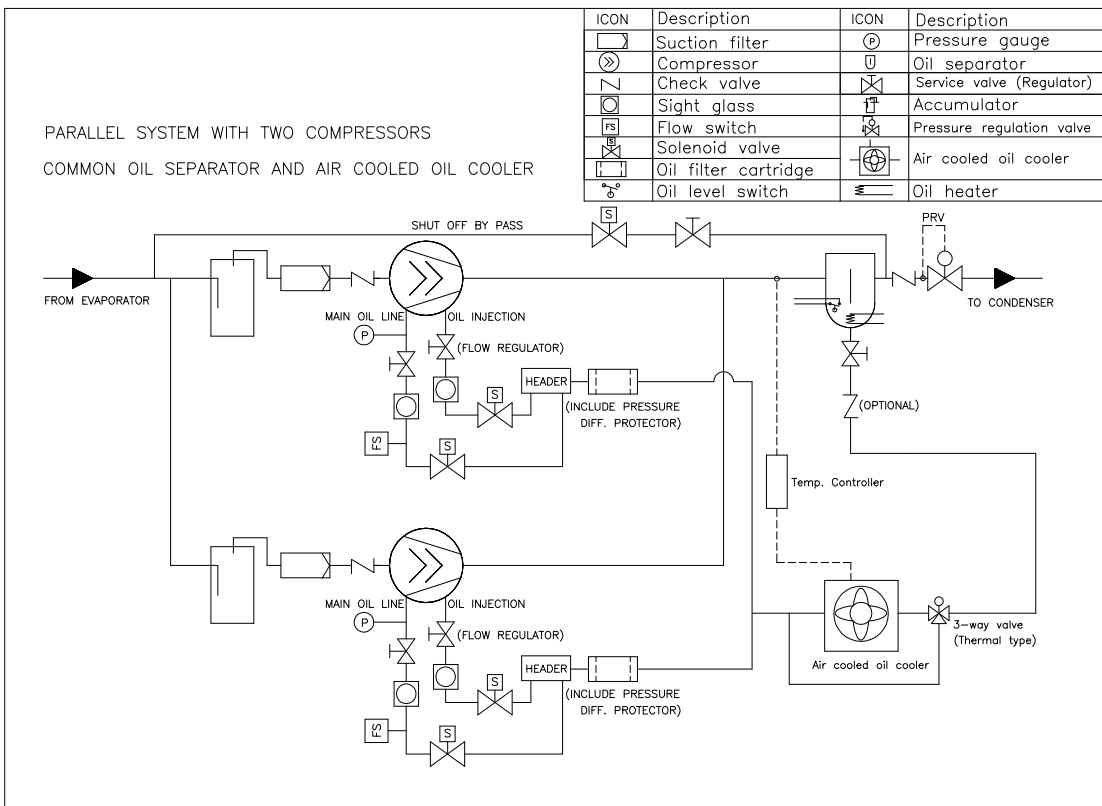 ICON Description ICON Description
Suction filter P Pressure gauge
Compressor Oil separator
Check valve Service valve (Regulator)
Sight glass Accumulator
FS Flow switch Pressure regulation valve
S Solenoid valve Air cooled oil cooler
Oil filter cartridge
Oil level switch Oil heater
PARALLEL SYSTEM WITH TWO COMPRESSORS
COMMON OIL SEPARATOR AND AIR COOLED OIL COOLER
S
PRV
SHUT OFF BY PASS
FROM EVAPORATOR
TO CONDENSER
MAIN OIL LINE
OIL INJECTION
P
(FLOW REGULATOR)
HEADER
S
(INCLUDE PRESSURE
DIFF. PROTECTOR)
(OPTIONAL)
FS
S
Temp. Controller
MAIN OIL LINE
OIL INJECTION
P
(FLOW REGULATOR)
3-way valve
(Thermal type)
HEADER
Air cooled oil cooler
S
(INCLUDE PRESSURE
DIFF. PROTECTOR)
FS
S